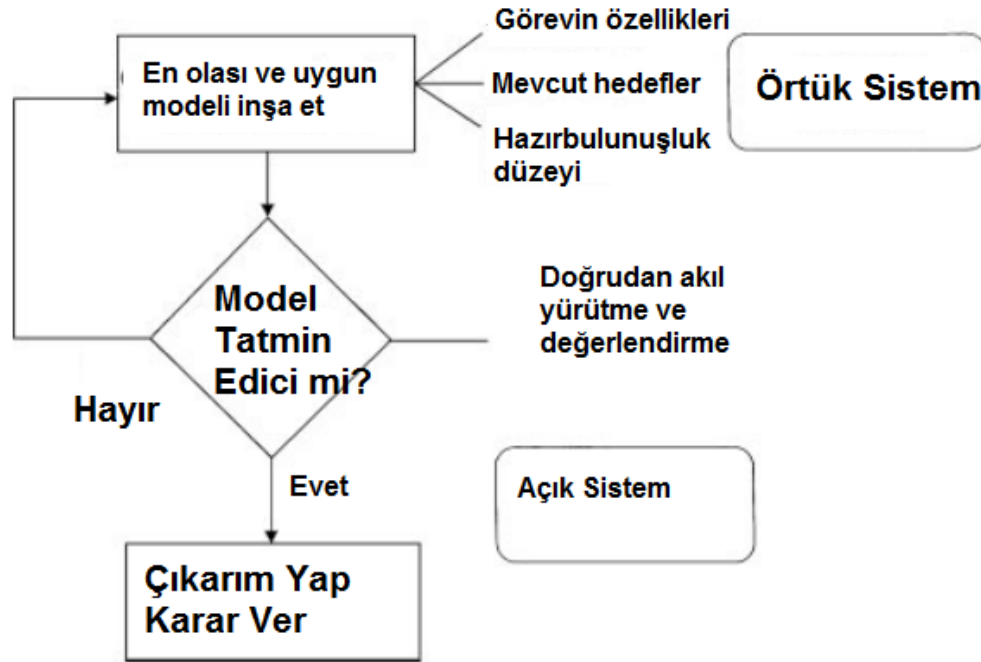 Görevin özellikleri
En olası ve uygun
modeli inşa et
Mevcut hedefler
Örtük Sistem
Hazırbulunuşluk
düzeyi
Model
Tatmin
Edici mi?
Doğrudan akıl
yürütme ve
değerlendirme
Hayır
Evet
Açık Sistem
Çıkarım Yap
Karar Ver